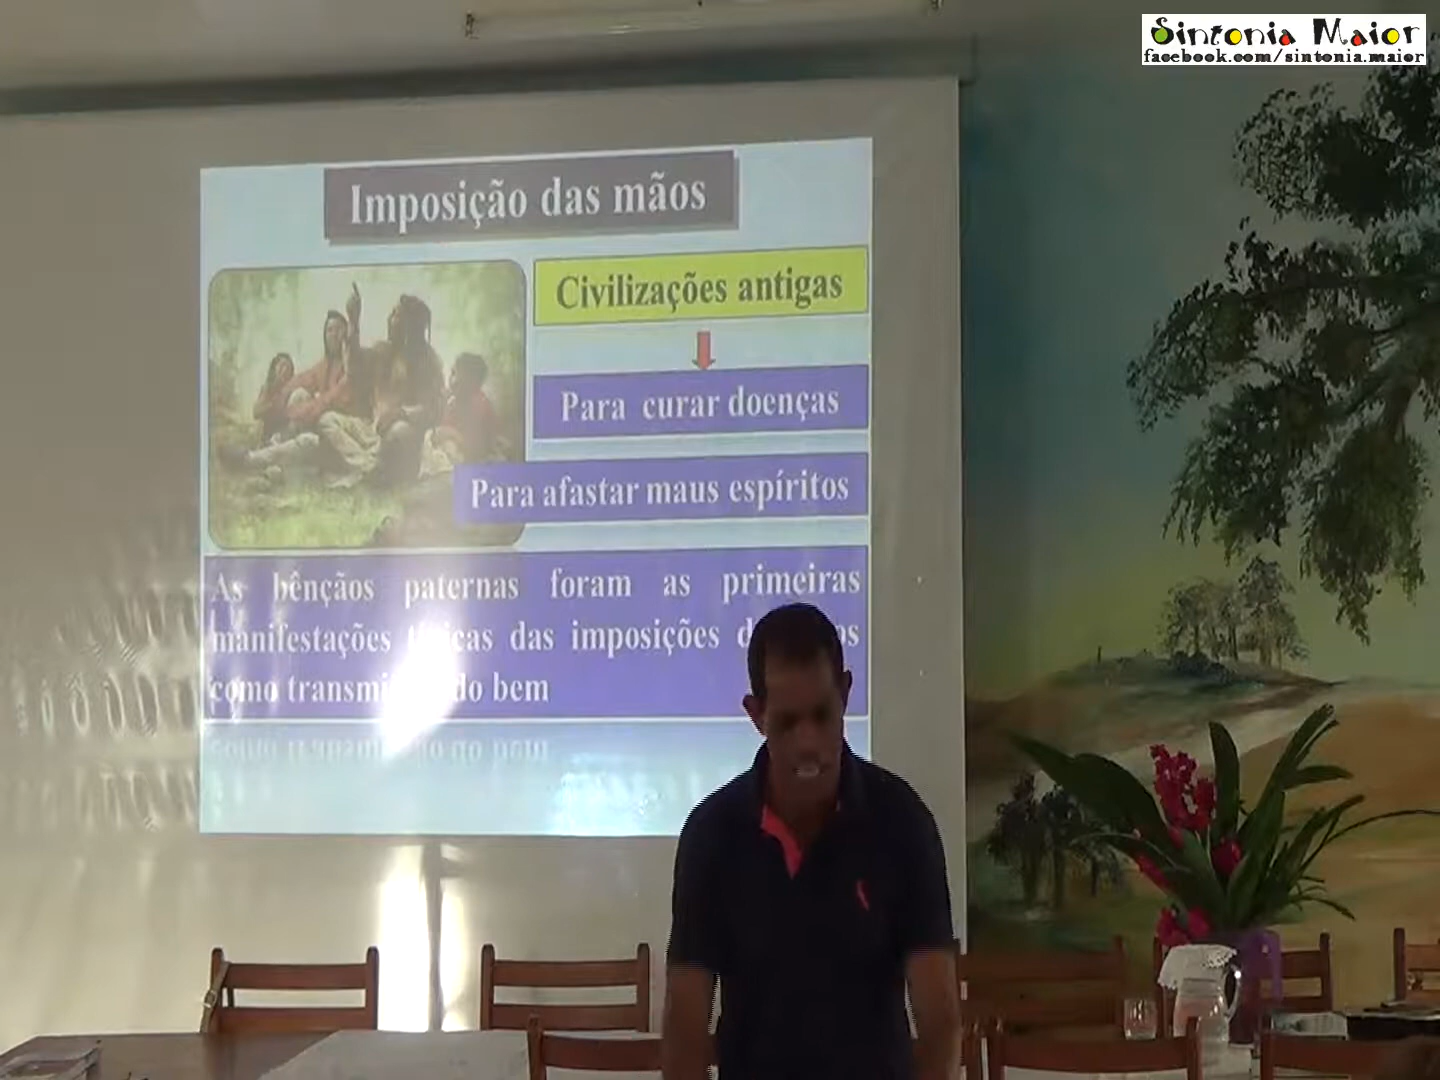 Sintonia Maior
facebook.com/sintonia.maior
Imposição das mãos
Civilizações antigas
Para curar doenças
Para afastar maus espíritos
As bênçãos paternas foram as primeiras
manifestações das imposições
como do bem